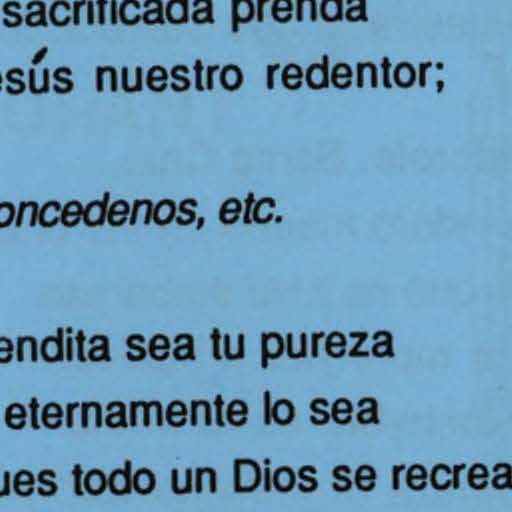 sacrificada prenda
esús nuestro redentor;
oncedenos, etc.
endita sea tu pureza
eternamente lo sea
ues todo un Dios se recrea